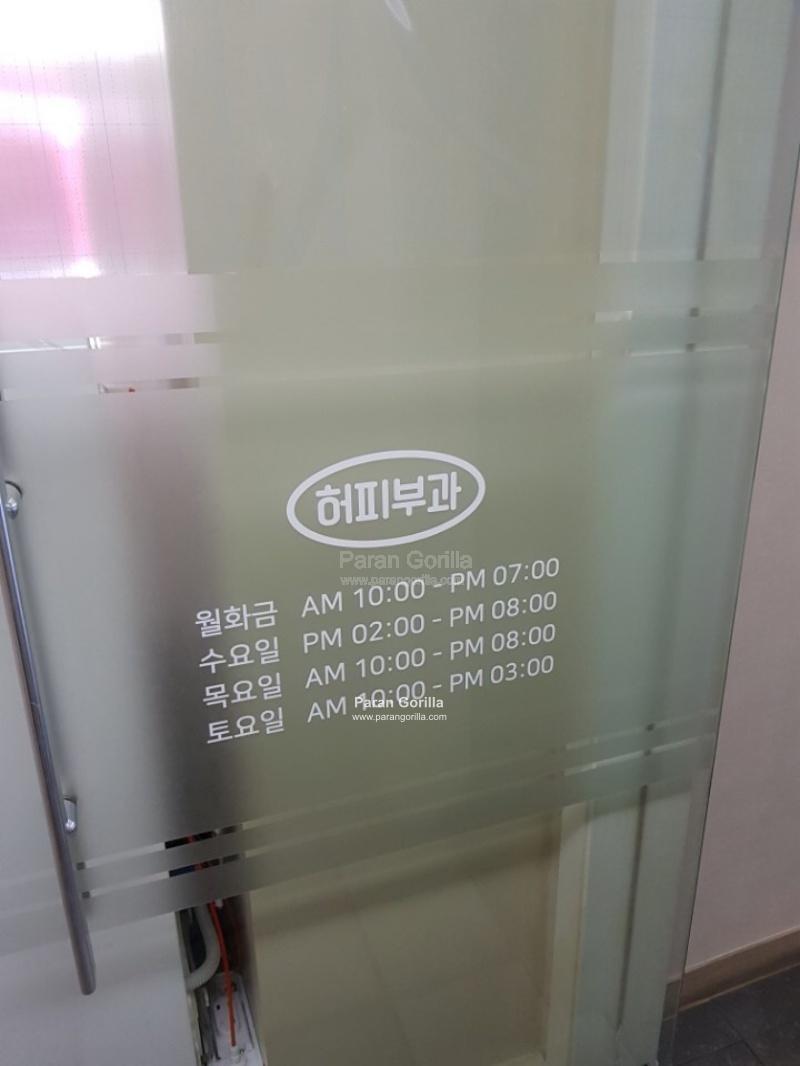 허피부과
Paran Gorilla
www.parangorilla.com
월화금 AM 10:00 - PM 07:00
수요일 PM 02:00 - PM 08:00
목요일 AM 10:00 - PM 08:00
토요일 AM 10:00 - PM 03:00
Paran Gorilla
www.parangorilla.com